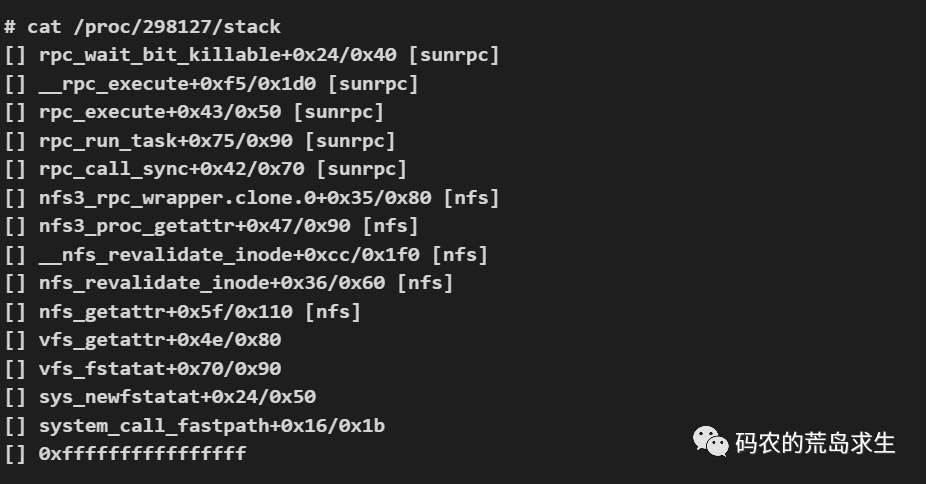 # cat /proc/298127/stack
[] rpc_wait_bit_killable+0x24/0x40 [sunrpc]
[] __rpc_execute+0xf5/0x1d0 [sunrpc]
[] rpc_execute+0x43/0x50 [sunrpc]
[] rpc_run_task+0x75/0x90 [sunrpc]
[] rpc_call_sync+0x42/0x70 [sunrpc]
[] nfs3_rpc_wrapper.clone.0+0x35/0x80 [nfs]
[] nfs3_proc_getattr+0x47/0x90 [nfs]
[] __nfs_revalidate_inode+0xcc/0x1f0 [nfs]
[] nfs_revalidate_inode+0x36/0x60 [nfs]
[] nfs_getattr+0x5f/0x110 [nfs]
[] vfs_getattr+0x4e/0x80
[] vfs_fstatat+0x70/0x90
[] sys_newfstatat+0x24/0x50
[] system_call_fastpath+0x16/0x1b
[] 0xffffffffffffffff
码农的荒岛求生